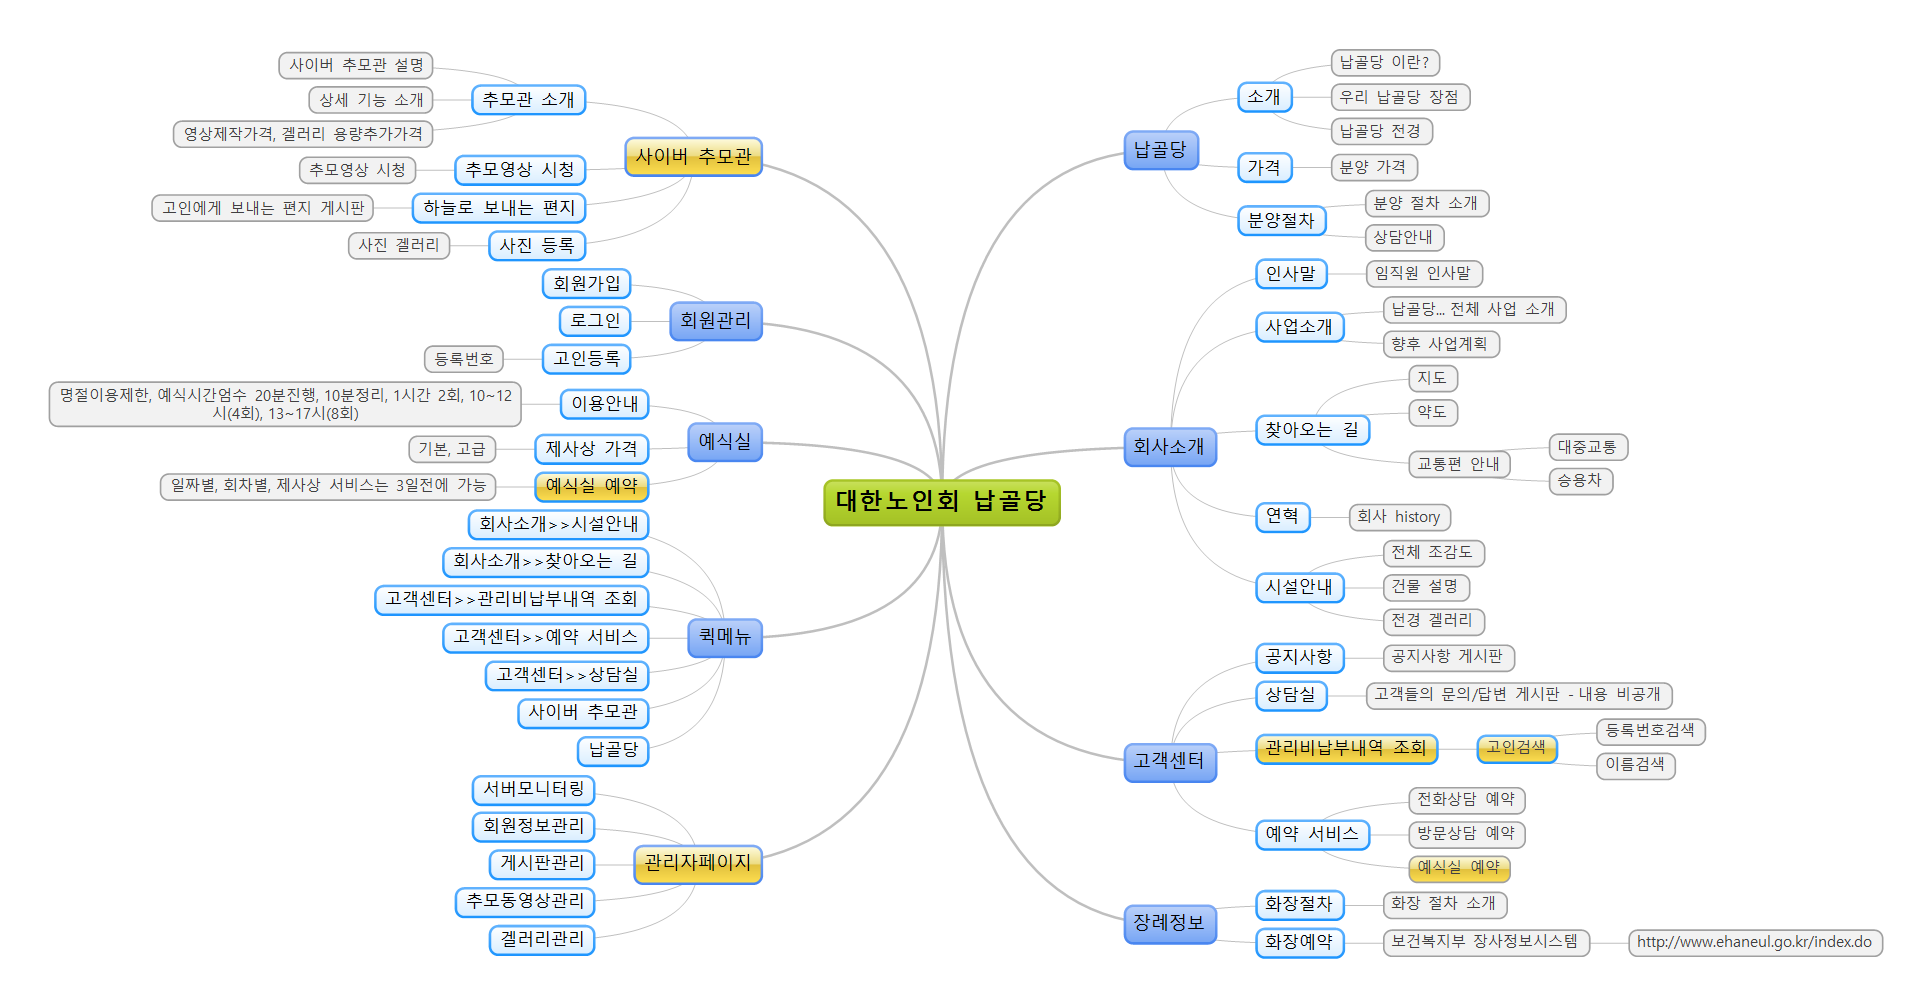 대한노인회 납골당
사이버 추모관
추모관 소개
사이버 추모관 설명
상세 기능 소개
영상제작가격, 겔러리 용량추가가격
추모영상 시청
추모영상 시청
하늘로 보내는 편지
고인에게 보내는 편지 게시판
사진 등록
사진 겔러리
회원관리
회원가입
로그인
고인등록
등록번호
예식실
이용안내
명절이용제한, 예식시간엄수 20분진행, 10분정리, 1시간 2회, 10~12
시(4회), 13~17시(8회)
제사상 가격
기본, 고급
예식실 예약
일짜별, 회차별, 제사상 서비스는 3일전에 가능
퀵메뉴
회사소개>>시설안내
회사소개>>찾아오는 길
고객센터>>관리비납부내역 조회
고객센터>>예약 서비스
고객센터>>상담실
사이버 추모관
납골당
관리자페이지
서버모니터링
회원정보관리
게시판관리
추모동영상관리
겔러리관리
납골당
소개
납골당 이란?
우리 납골당 장점
납골당 전경
가격
분양 가격
분양절차
분양 절차 소개
상담안내
회사소개
인사말
임직원 인사말
사업소개
납골당... 전체 사업 소개
향후 사업계획
찾아오는 길
지도
약도
교통편 안내
대중교통
승용차
연혁
회사 history
시설안내
전체 조감도
건물 설명
전경 겔러리
고객센터
공지사항
공지사항 게시판
상담실
고객들의 문의/답변 게시판 - 내용 비공개
관리비납부내역 조회
고인검색
등록번호검색
이름검색
예약 서비스
전화상담 예약
방문상담 예약
예식실 예약
장례정보
화장절차
화장 절차 소개
화장예약
보건복지부 장사정보시스템
http://www.ehaneul.go.kr/index.do